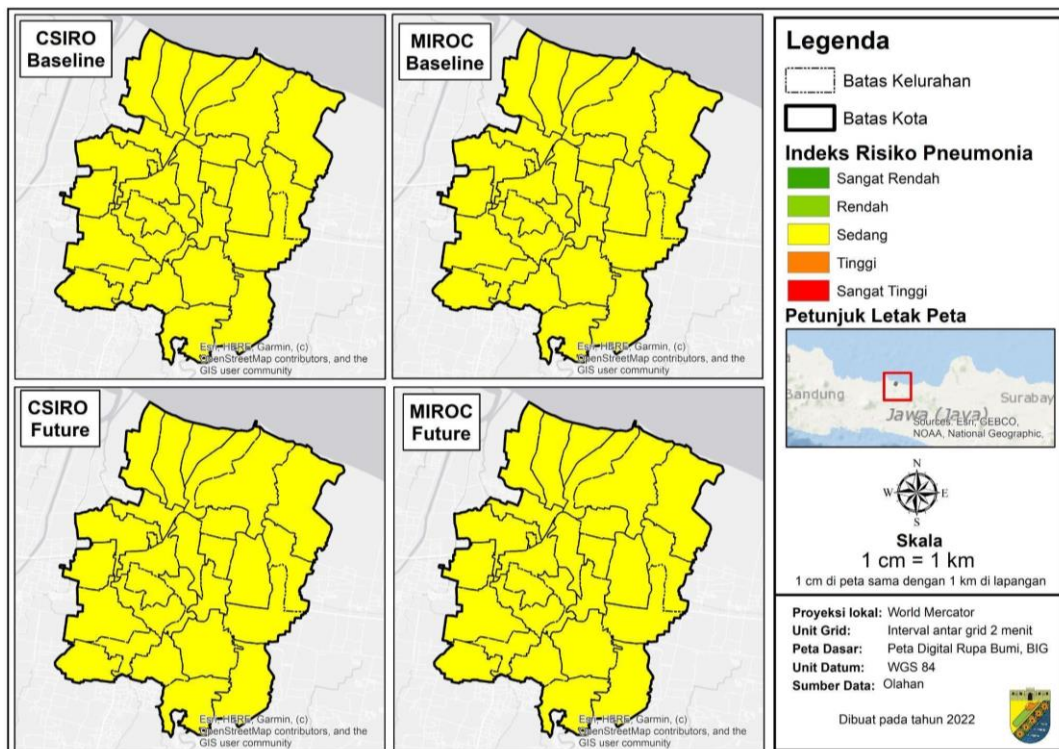 CSIRO
Baseline
Esri, HERE, Garmin, (c)
OpenStreetMap contributors, and the
GIS user community
MIROC
Baseline
Esri, HERE, Garmin, (c)
OpenStreetMap contributors, and the
GIS user community
CSIRO
Future
Esri, HERE, Garmin, (c)
OpenStreetMap contributors, and the
GIS user community
MIROC
Future
Esri, HERE, Garmin, (c)
OpenStreetMap contributors, and the
GIS user community
Legenda
Batas Kelurahan
Batas Kota
Indeks Risiko Pneumonia
Sangat Rendah
Rendah
Sedang
Tinggi
Sangat Tinggi
Petunjuk Letak Peta
Bandung
Surabay
Jawa (Java)
Sources: Esri, GEBCO,
NOAA, National Geographic,
N
W E
S
Skala
1 cm = 1 km
1 cm di peta sama dengan 1 km di lapangan
Proyeksi lokal: World Mercator
Unit Grid: Interval antar grid 2 menit
Peta Dasar: Peta Digital Rupa Bumi, BIG
Unit Datum: WGS 84
Sumber Data: Olahan
Dibuat pada tahun 2022